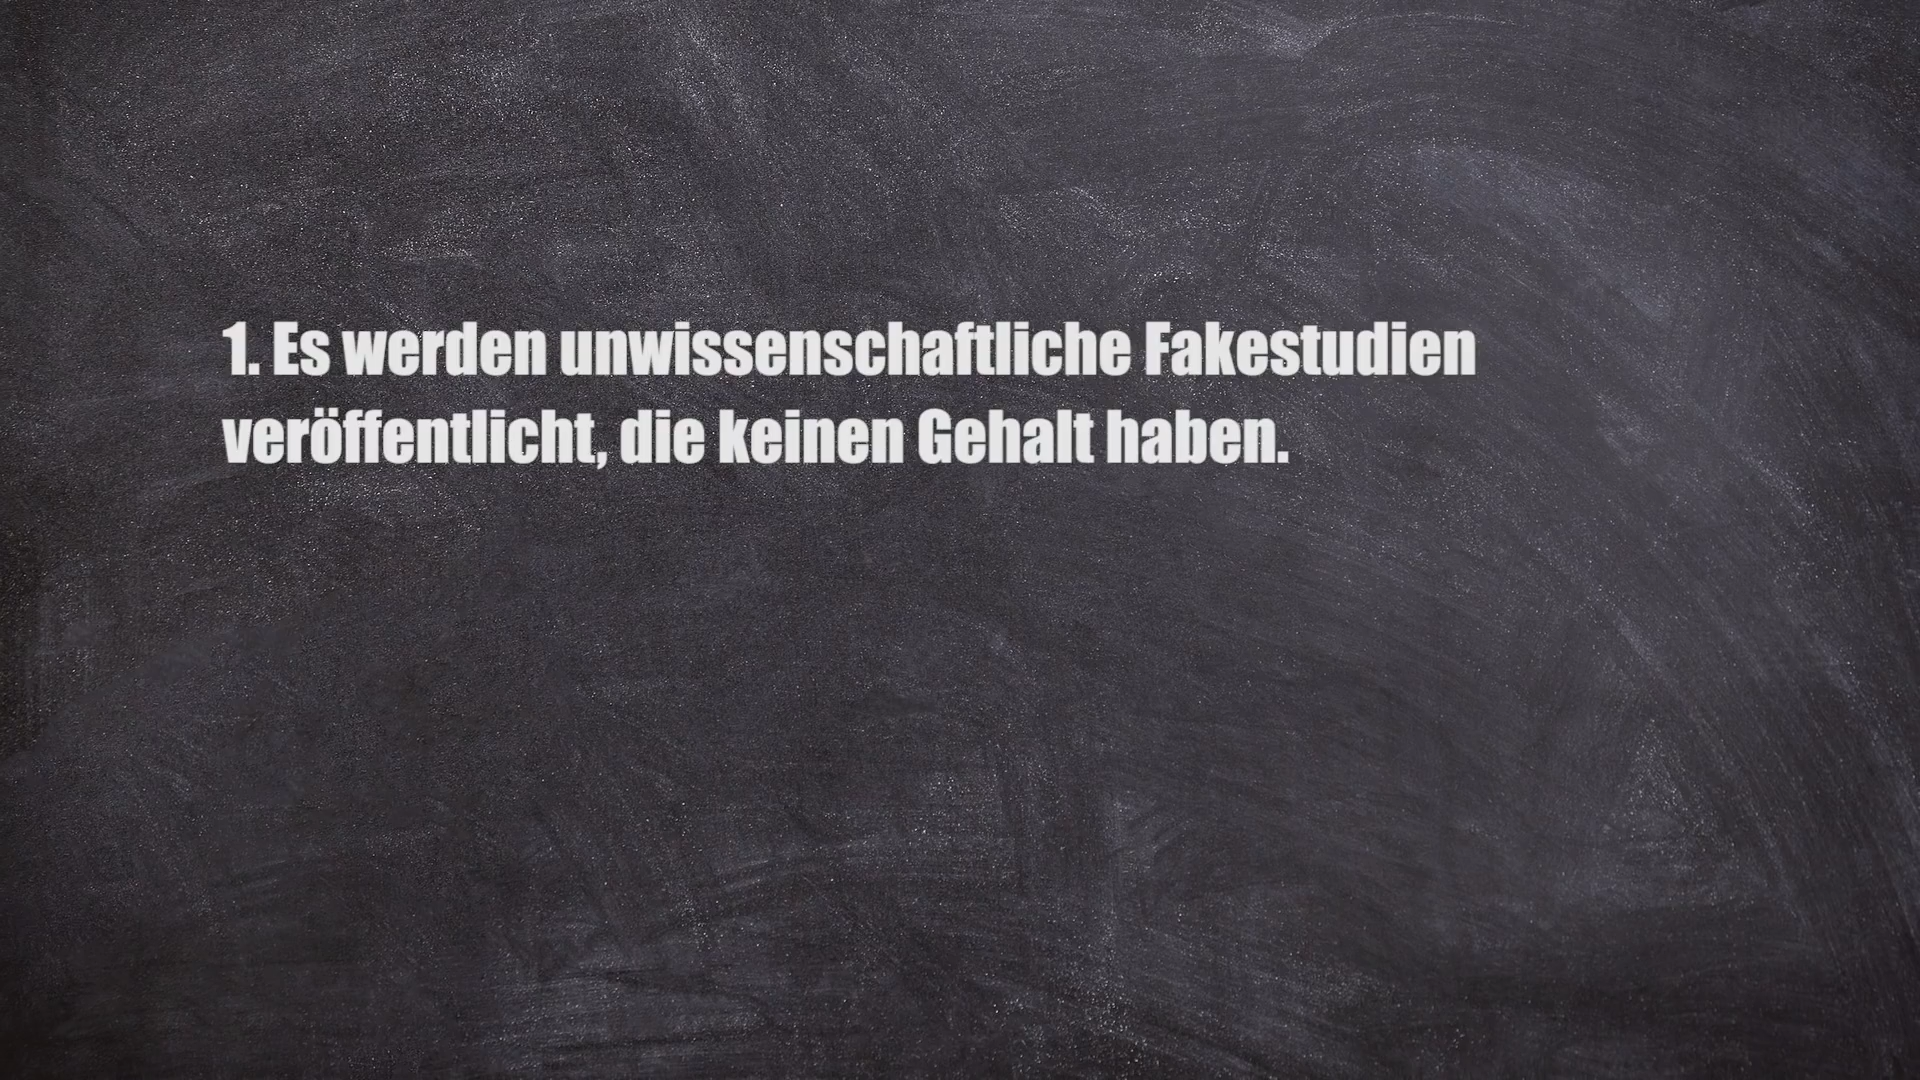 1. Es werden unwissenschaftliche Fakestudien
veröffentlicht, die keinen Gehalt haben.